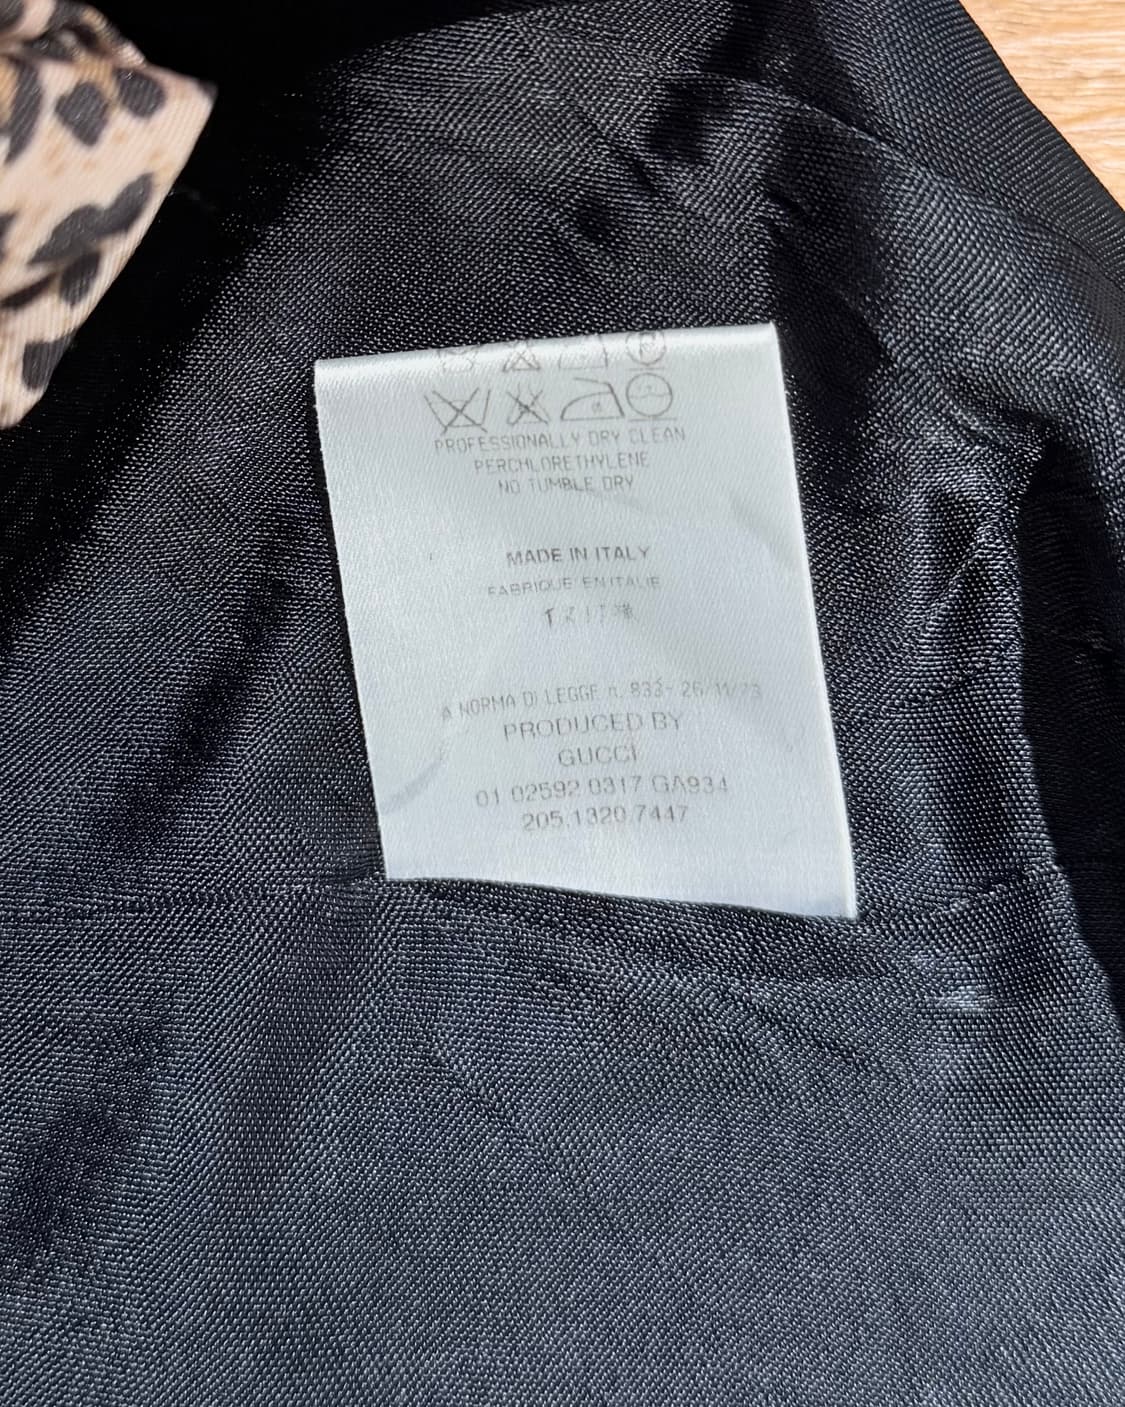 PROFESSIONALLY DRY CLEAN
PERCHLORETHYLENE
NO TUMBLE DRY
MADE IN ITALY
FABRIQUE EN ITALIE
A NORMA DI LEGGE n. 833- 26/11/73
PRODUCED BY
GUCCI
01 02592 0317 GA934
205.1320.7447